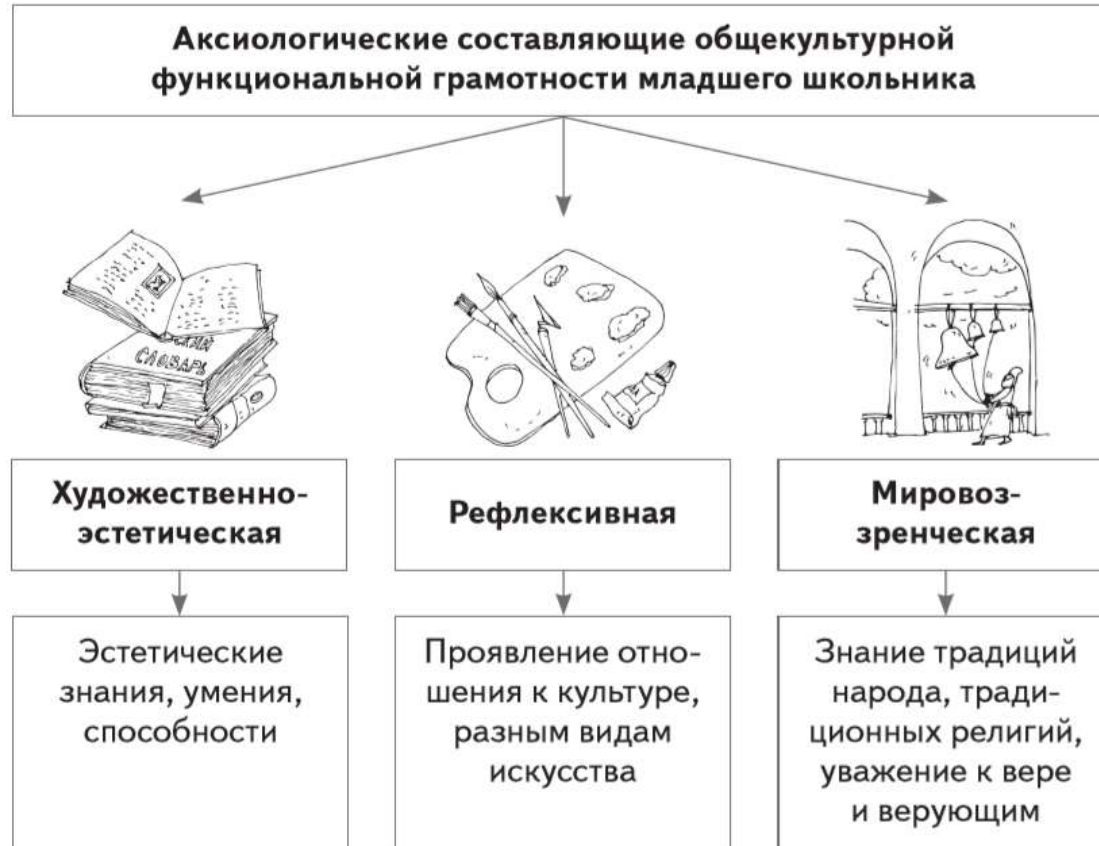 Аксиологические составляющие общекультурной
функциональной грамотности младшего школьника
СЛОВАРЬ
Художественно-
эстетическая
Рефлексивная
Мировоз-
зренческая
Эстетические
знания, умения,
способности
Проявление отно-
шения к культуре,
разным видам
искусства
Знание традиций
народа, тради-
ционных религий,
уважение к вере
и верующим